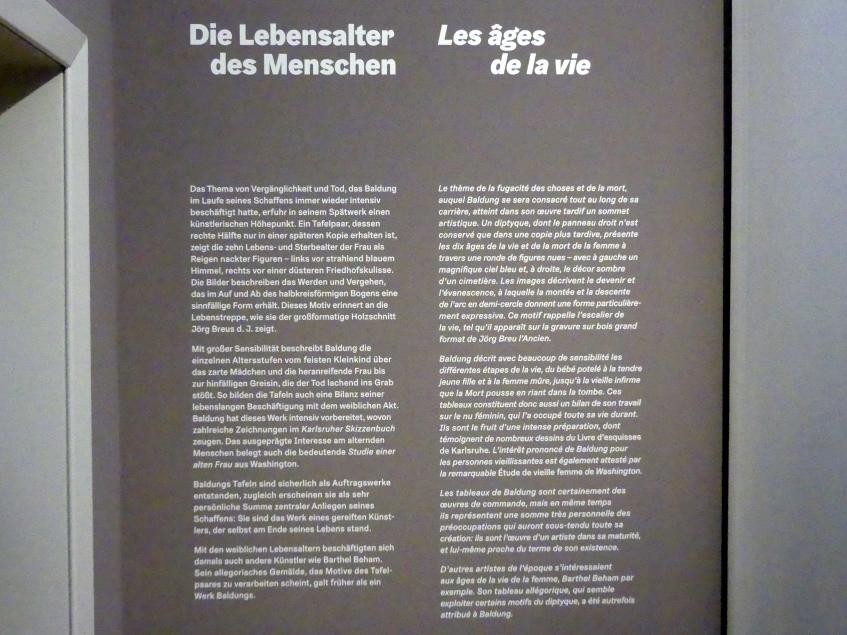 Die Lebensalter
des Menschen
Das Thema von Vergänglichkeit und Tod, das Baldung
im Laufe seines Schaffens immer wieder intensiv
beschäftigt hatte, erfuhr in seinem Spätwerk einen
künstlerischen Höhepunkt. Ein Tafelpaar, dessen
rechte Hälfte nur in einer späteren Kopie erhalten ist,
zeigt die zehn Lebens- und Sterbealter der Frau als
Reigen nackter Figuren – links vor strahlend blauem
Himmel, rechts vor einer düsteren Friedhofskulisse.
Die Bilder beschreiben das Werden und Vergehen,
das im Auf und Ab des halbkreisförmigen Bogens eine
sinnfällige Form erhält. Dieses Motiv erinnert an die
Lebenstreppe, wie sie der großformatige Holzschnitt
Jörg Breus d. J. zeigt.
Mit großer Sensibilität beschreibt Baldung die
einzelnen Altersstufen vom feisten Kleinkind über
das zarte Mädchen und die heranreifende Frau bis
zur hinfälligen Greisin, die der Tod lachend ins Grab
stößt. So bilden die Tafeln auch eine Bilanz seiner
lebenslangen Beschäftigung mit dem weiblichen Akt.
Baldung hat dieses Werk intensiv vorbereitet, wovon
zahlreiche Zeichnungen im Karlsruher Skizzenbuch
zeugen. Das ausgeprägte Interesse am alternden
Menschen belegt auch die bedeutende Studie einer
alten Frau aus Washington.
Baldungs Tafeln sind sicherlich als Auftragswerke
entstanden, zugleich erscheinen sie als sehr
persönliche Summe zentraler Anliegen seines
Schaffens: Sie sind das Werk eines gereiften Künst-
lers, der selbst am Ende seines Lebens stand.
Mit den weiblichen Lebensaltern beschäftigten sich
damals auch andere Künstler wie Barthel Beham.
Sein allegorisches Gemälde, das Motive des Tafel-
paares zu verarbeiten scheint, galt früher als ein
Werk Baldungs.
Les âges
de la vie
Le thème de la fugacité des choses et de la mort,
auquel Baldung se sera consacré tout au long de sa
carrière, atteint dans son œuvre tardif un sommet
artistique. Un diptyque, dont le panneau droit n'est
conservé que dans une copie plus tardive, présente
les dix âges de la vie et de la mort de la femme à
travers une ronde de figures nues – avec à gauche un
magnifique ciel bleu et, à droite, le décor sombre
d'un cimetière. Les images décrivent le devenir et
l'évanescence, à laquelle la montée et la descente
de l'arc en demi-cercle donnent une forme particulière-
ment expressive. Ce motif rappelle l'escalier de
la vie, tel qu'il apparaît sur la gravure sur bois grand
format de Jörg Breu l'Ancien.
Baldung décrit avec beaucoup de sensibilité les
différentes étapes de la vie, du bébé potelé à la tendre
jeune fille et à la femme mûre, jusqu'à la vieille infirme
que la Mort pousse en riant dans la tombe. Ces
tableaux constituent donc aussi un bilan de son travail
sur le nu féminin, qui l'a occupé toute sa vie durant.
Ils sont le fruit d'une intense préparation, dont
témoignent de nombreux dessins du Livre d'esquisses
de Karlsruhe. L'intérêt prononcé de Baldung pour
les personnes vieillissantes est également attesté par
la remarquable Étude de vieille femme de Washington.
Les tableaux de Baldung sont certainement des
œuvres de commande, mais en même temps
ils représentent une somme très personnelle des
préoccupations qui auront sous-tendu toute sa
création: ils sont l'œuvre d'un artiste dans sa maturité,
et lui-même proche du terme de son existence.
D'autres artistes de l'époque s'intéressaient
aux âges de la vie de la femme, Barthel Beham par
exemple. Son tableau allégorique, qui semble
exploiter certains motifs du diptyque, a été autrefois
attribué à Baldung.